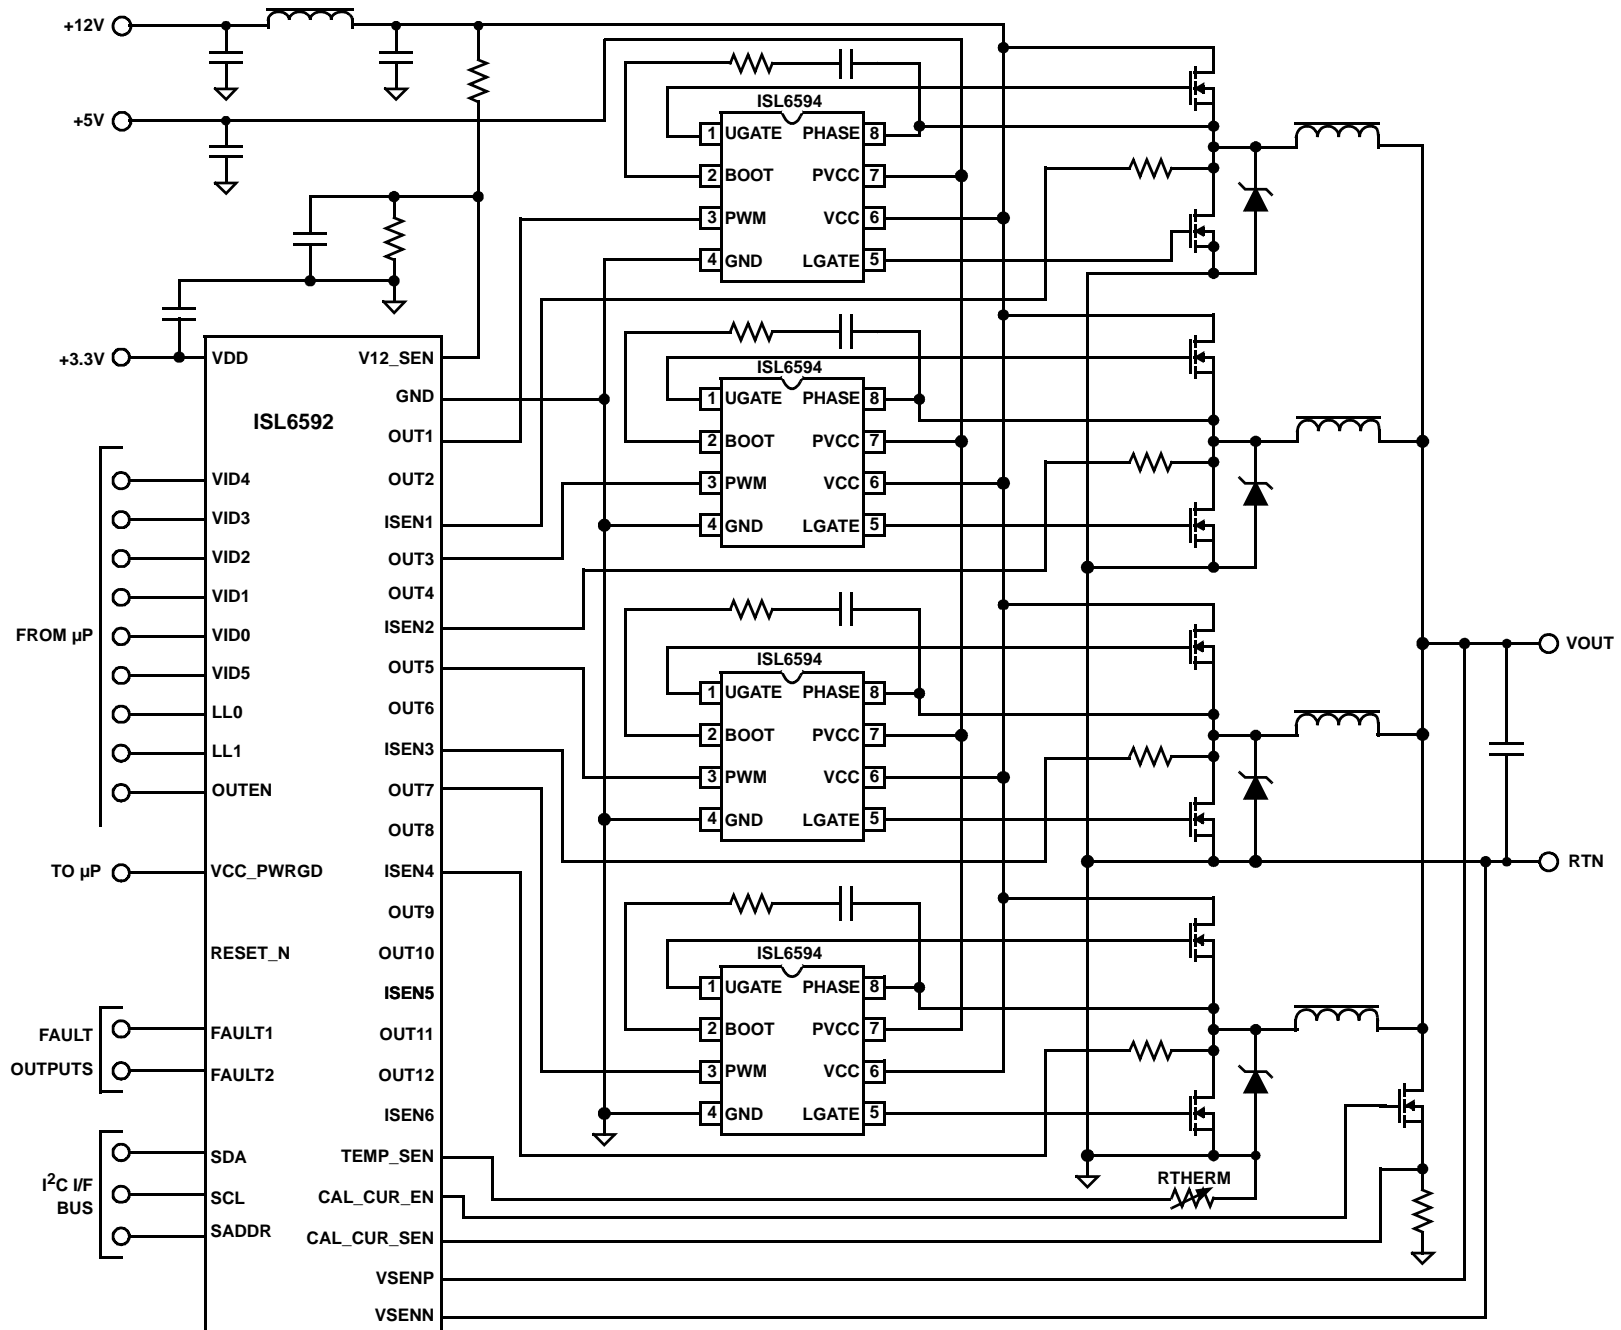 +12V
+5V
+3.3V
ISL6592
VDD
FROM µP
VID4
VID3
VID2
VID1
VID0
VID5
LL0
LL1
OUTEN
TO µP
VCC_PWRGD
RESET_N
FAULT
OUTPUTS
FAULT1
FAULT2
I2C I/F
BUS
SDA
SCL
SADDR
V12_SEN
GND
OUT1
OUT2
ISEN1
OUT3
OUT4
ISEN2
OUT5
OUT6
ISEN3
OUT7
OUT8
ISEN4
OUT9
OUT10
ISEN5
OUT11
OUT12
ISEN6
TEMP_SEN
CAL_CUR_EN
CAL_CUR_SEN
VSENP
VSENN
ISL6594
1 UGATE PHASE 8
2 BOOT PVCC 7
3 PWM VCC 6
4 GND LGATE 5
ISL6594
1 UGATE PHASE 8
2 BOOT PVCC 7
3 PWM VCC 6
4 GND LGATE 5
ISL6594
1 UGATE PHASE 8
2 BOOT PVCC 7
3 PWM VCC 6
4 GND LGATE 5
ISL6594
1 UGATE PHASE 8
2 BOOT PVCC 7
3 PWM VCC 6
4 GND LGATE 5
RTHERM
VOUT
RTN